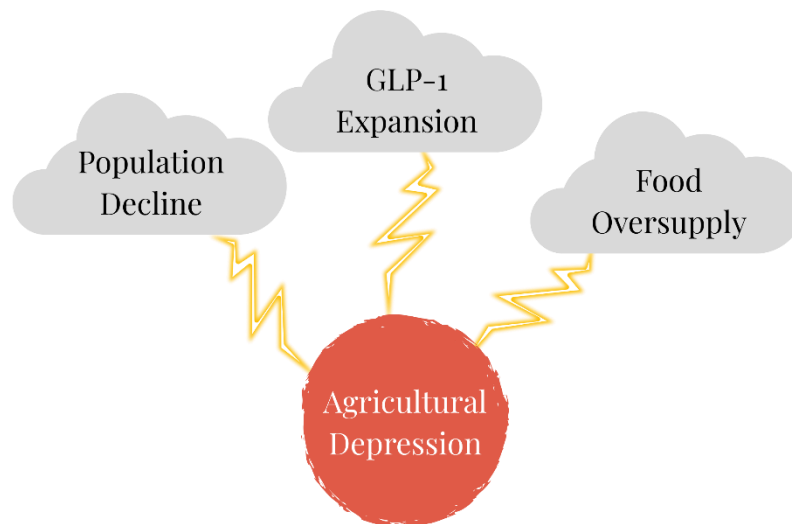 Population
Decline
GLP-1
Expansion
Food
Oversupply
Agricultural
Depression